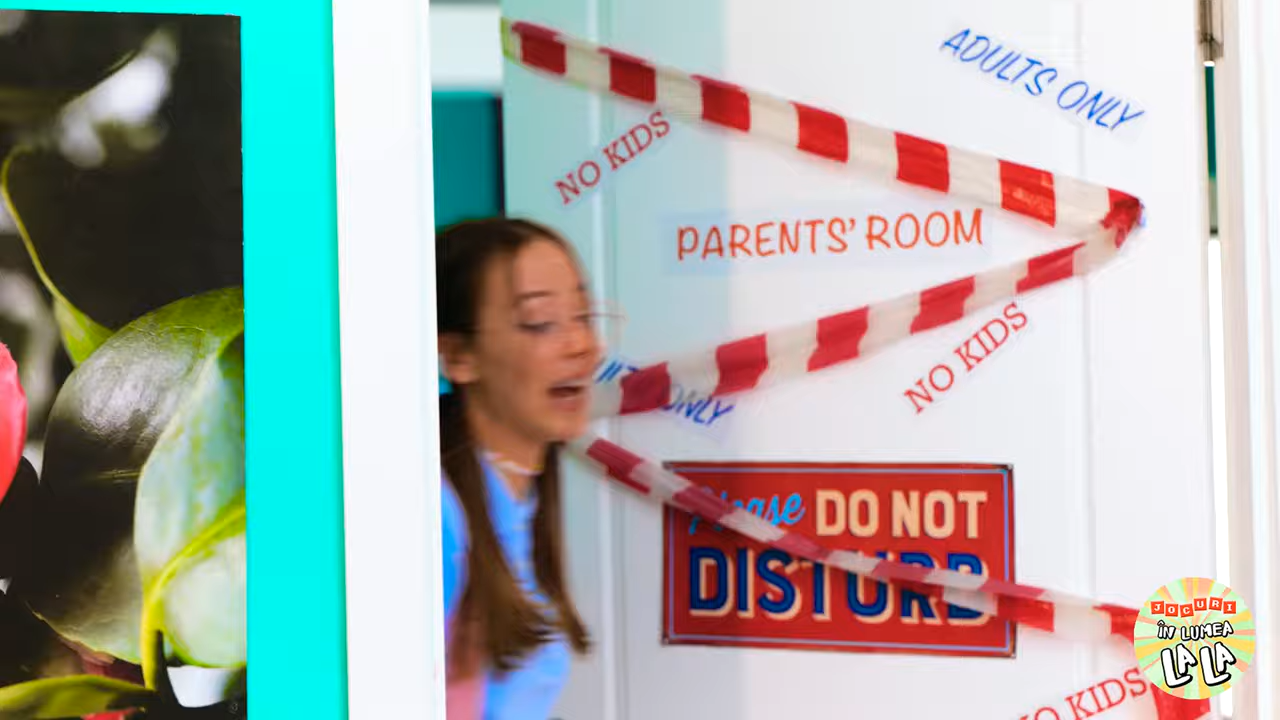 ADULTS ONLY
NO KIDS
PARENTS' ROOM
NO KIDS
ONLY
Please DO NOT
DISTURB
JOCURI
ÎN LUMEA
LA LA
NO KIDS